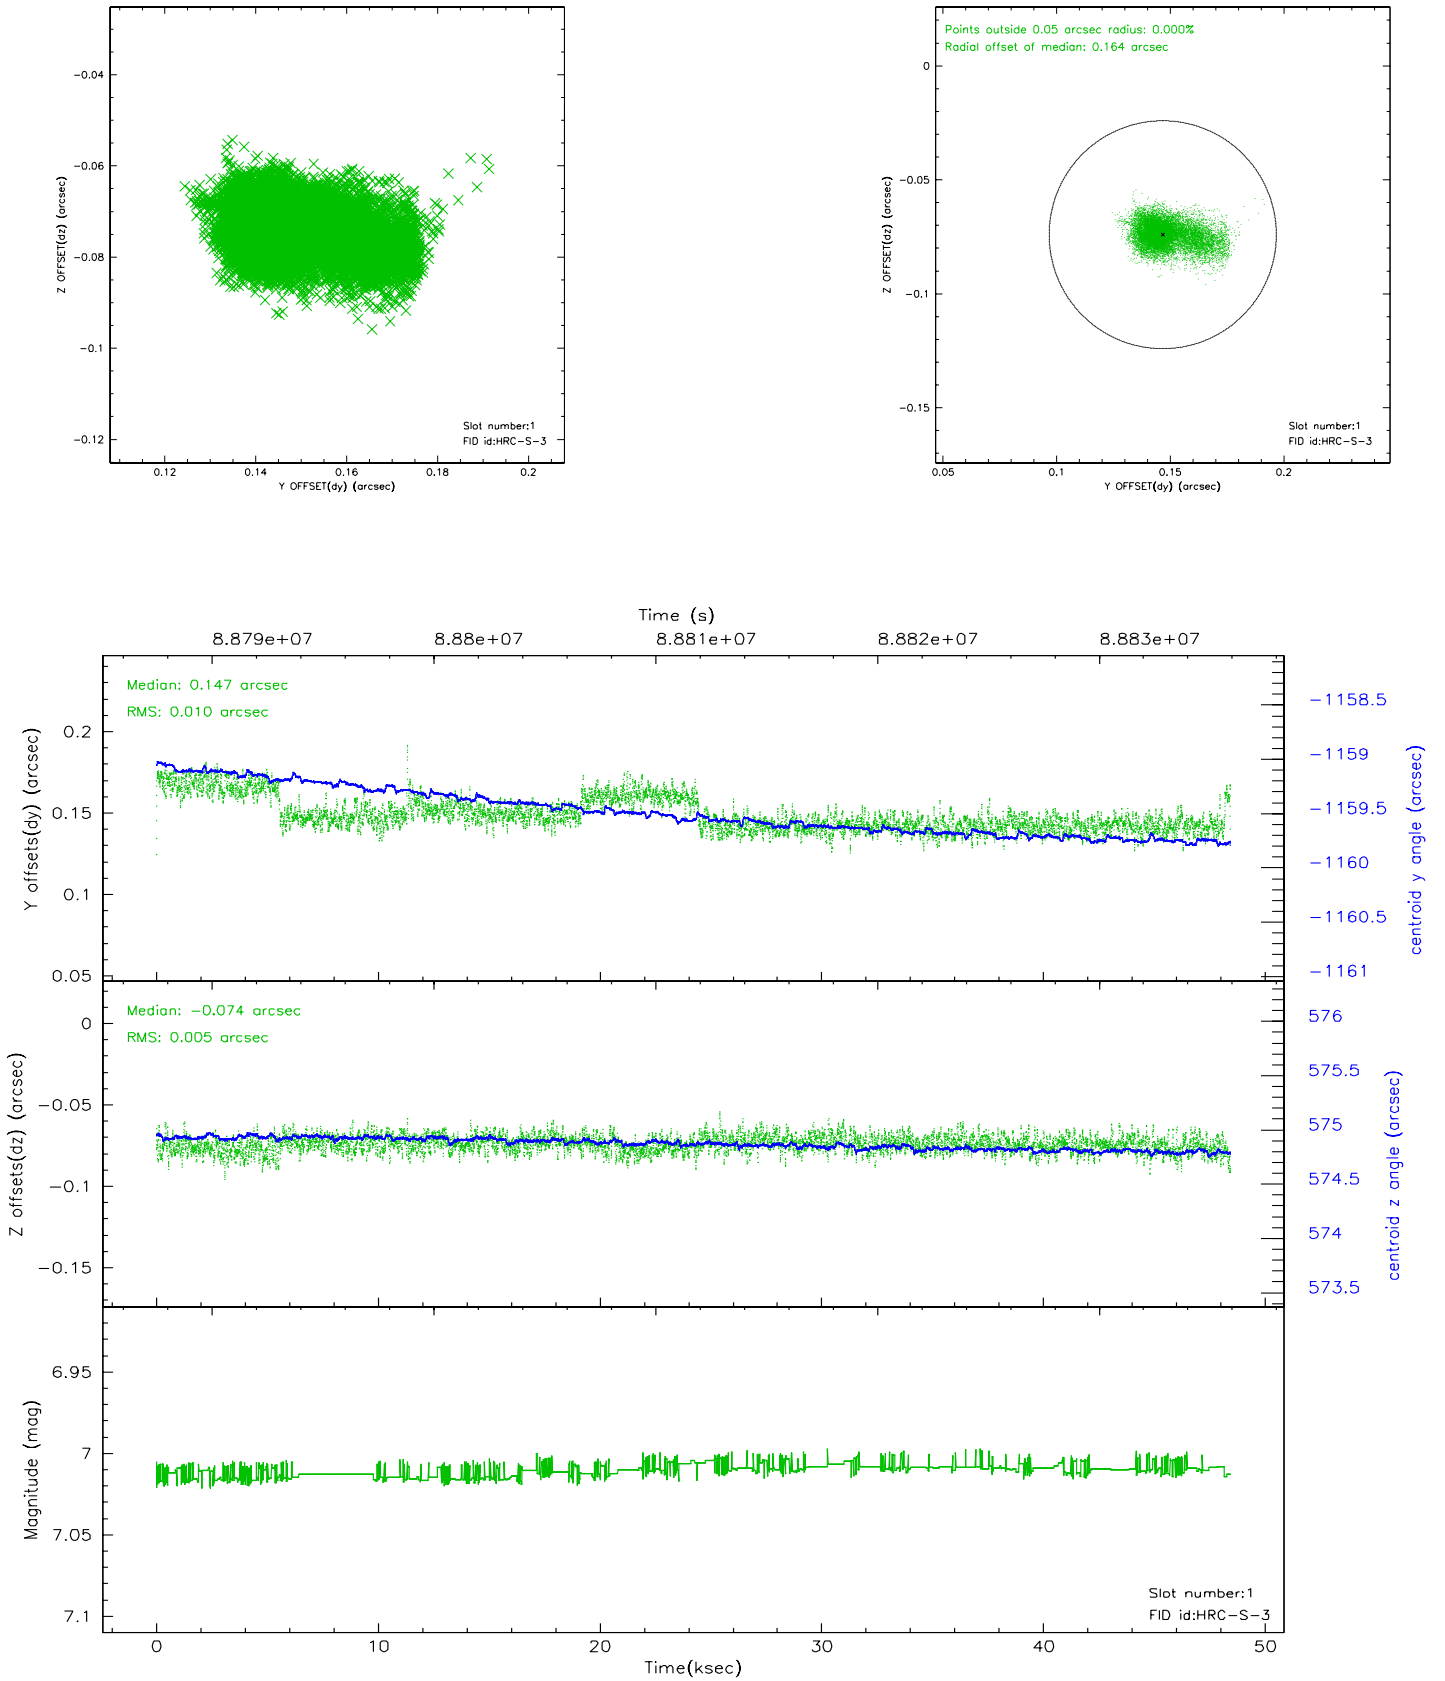 −0.04
−0.06
−0.08
−0.1
−0.12
Z OFFSET(dz) (arcsec)
0.12
0.14
0.16
0.18
0.2
Y OFFSET(dy) (arcsec)
Slot number:1
FID id:HRC−S−3
Points outside 0.05 arcsec radius: 0.000%
Radial offset of median: 0.164 arcsec
0
−0.05
−0.1
−0.15
Z OFFSET(dz) (arcsec)
0.05
0.1
0.15
0.2
Y OFFSET(dy) (arcsec)
Slot number:1
FID id:HRC−S−3
Time (s)
8.879e+07
8.88e+07
8.881e+07
8.882e+07
8.883e+07
Median: 0.147 arcsec
RMS: 0.010 arcsec
0.2
0.15
0.1
0.05
Y offsets(dy) (arcsec)
−1158.5
−1159
−1159.5
−1160
−1160.5
−1161
centroid y angle (arcsec)
Median: −0.074 arcsec
RMS: 0.005 arcsec
0
−0.05
−0.1
−0.15
Z offsets(dz) (arcsec)
576
575.5
575
574.5
574
573.5
centroid z angle (arcsec)
6.95
7
7.05
7.1
Magnitude (mag)
Slot number:1
FID id:HRC−S−3
0
10
20
30
40
50
Time(ksec)